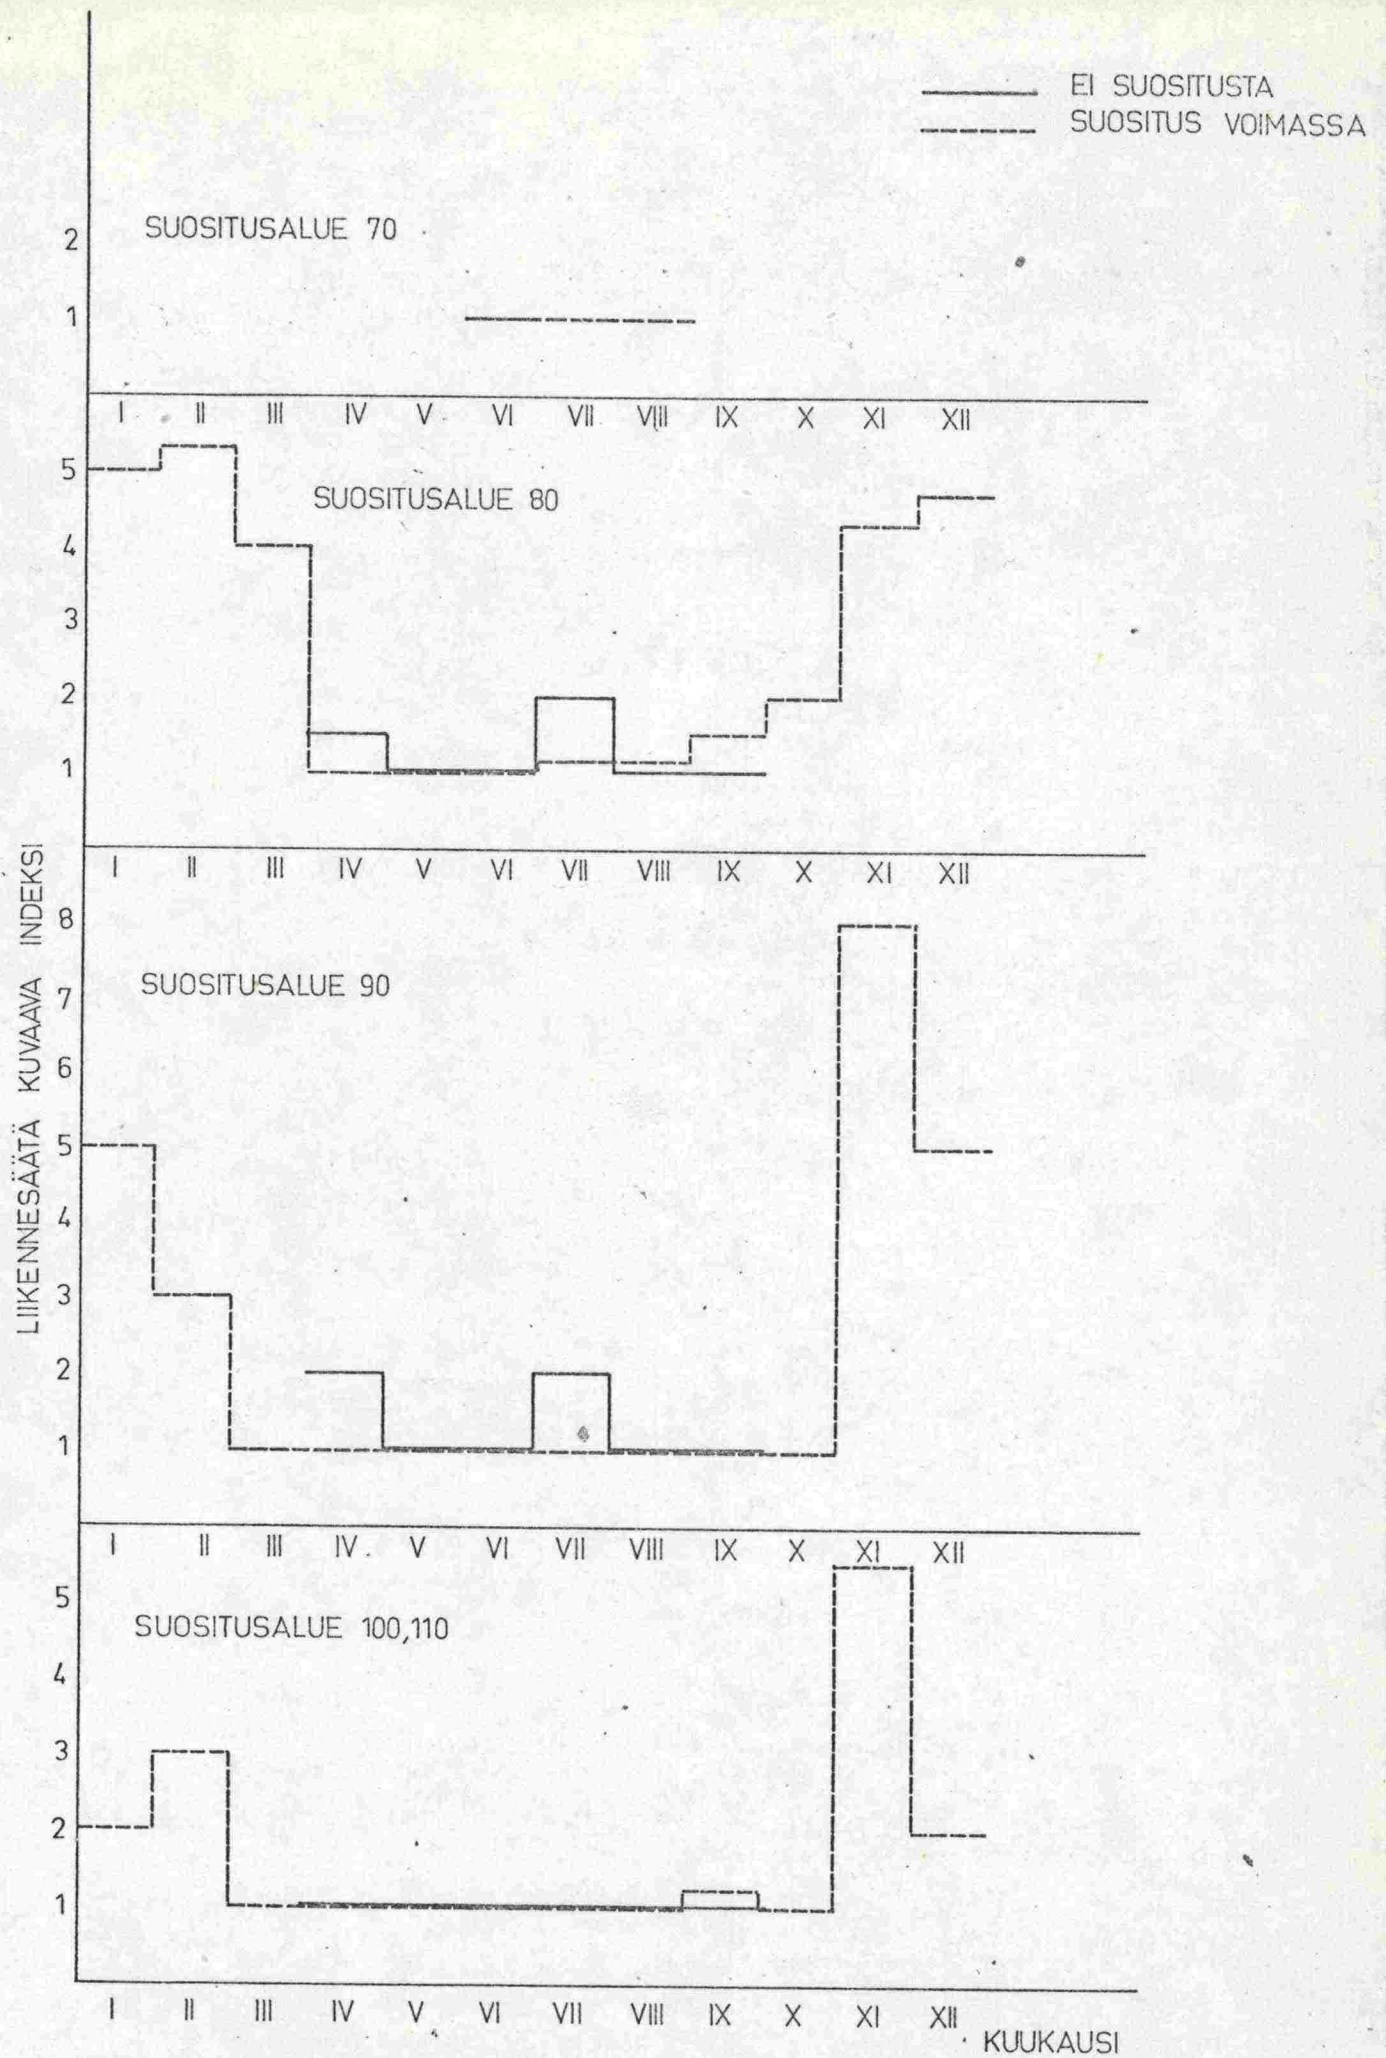 EI SUOSITUSTA
SUOSITUS VOIMASSA
SUOSITUSALUE 70
2
1
I II III IV V VI VII VIII IX X XI XII
5
SUOSITUSALUE 80
4
3
2
1
I II III IV V VI VII VIII IX X XI XII
LIIKENNESÄÄTÄ KUVAAVA INDEKSI
8
SUOSITUSALUE 90
7
6
5
4
3
2
1
I II III IV V VI VII VIII IX X XI XII
5
SUOSITUSALUE 100,110
4
3
2
1
I II III IV V VI VII VIII IX X XI XII
KUUKAUSI